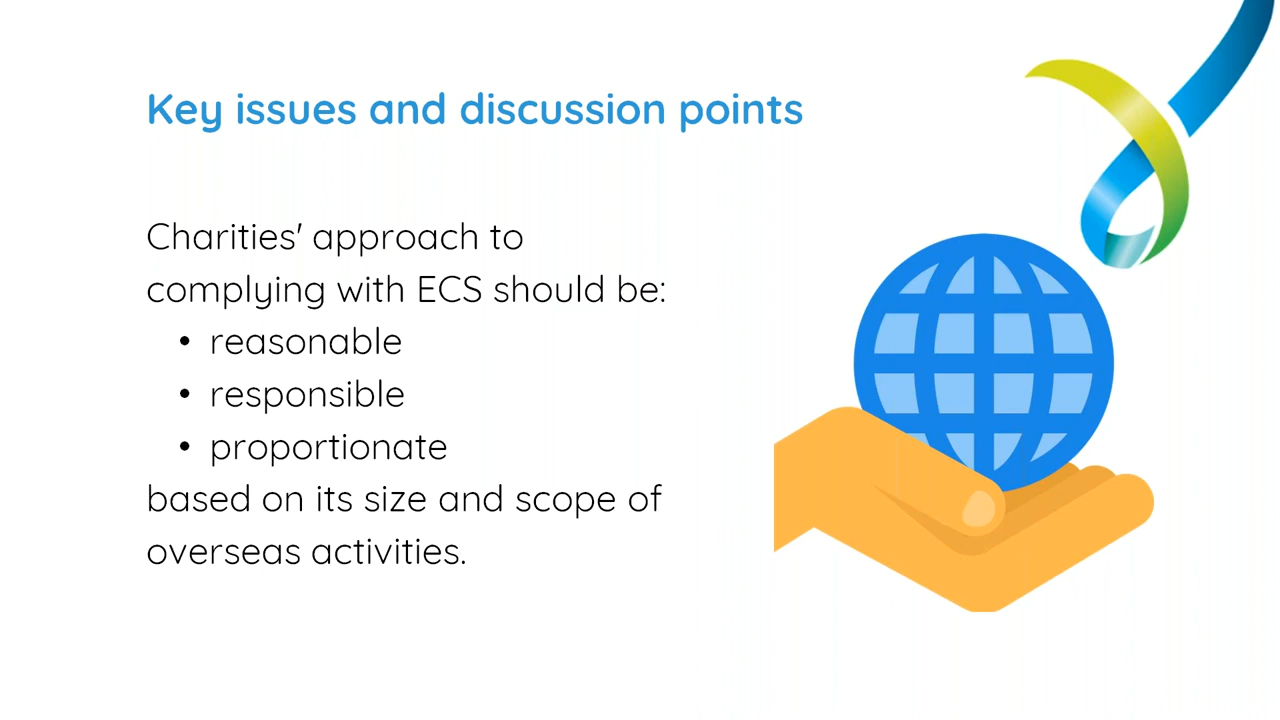 Key issues and discussion points
Charities' approach to
complying with ECS should be:
• reasonable
• responsible
• proportionate
based on its size and scope of
overseas activities.